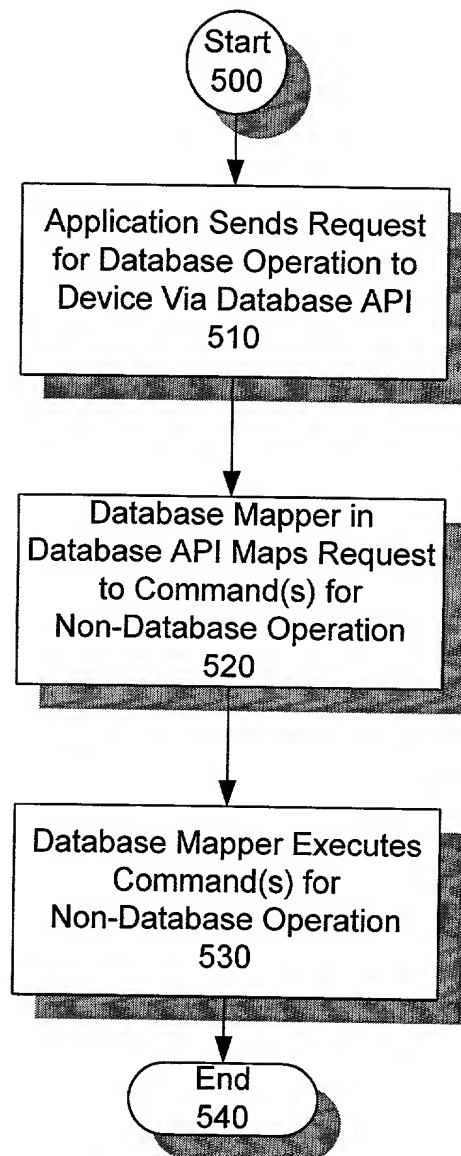 Start
500
Application Sends Request
for Database Operation to
Device Via Database API
510
Database Mapper in
Database API Maps Request
to Command(s) for
Non-Database Operation
520
Database Mapper Executes
Command(s) for
Non-Database Operation
530
End
540